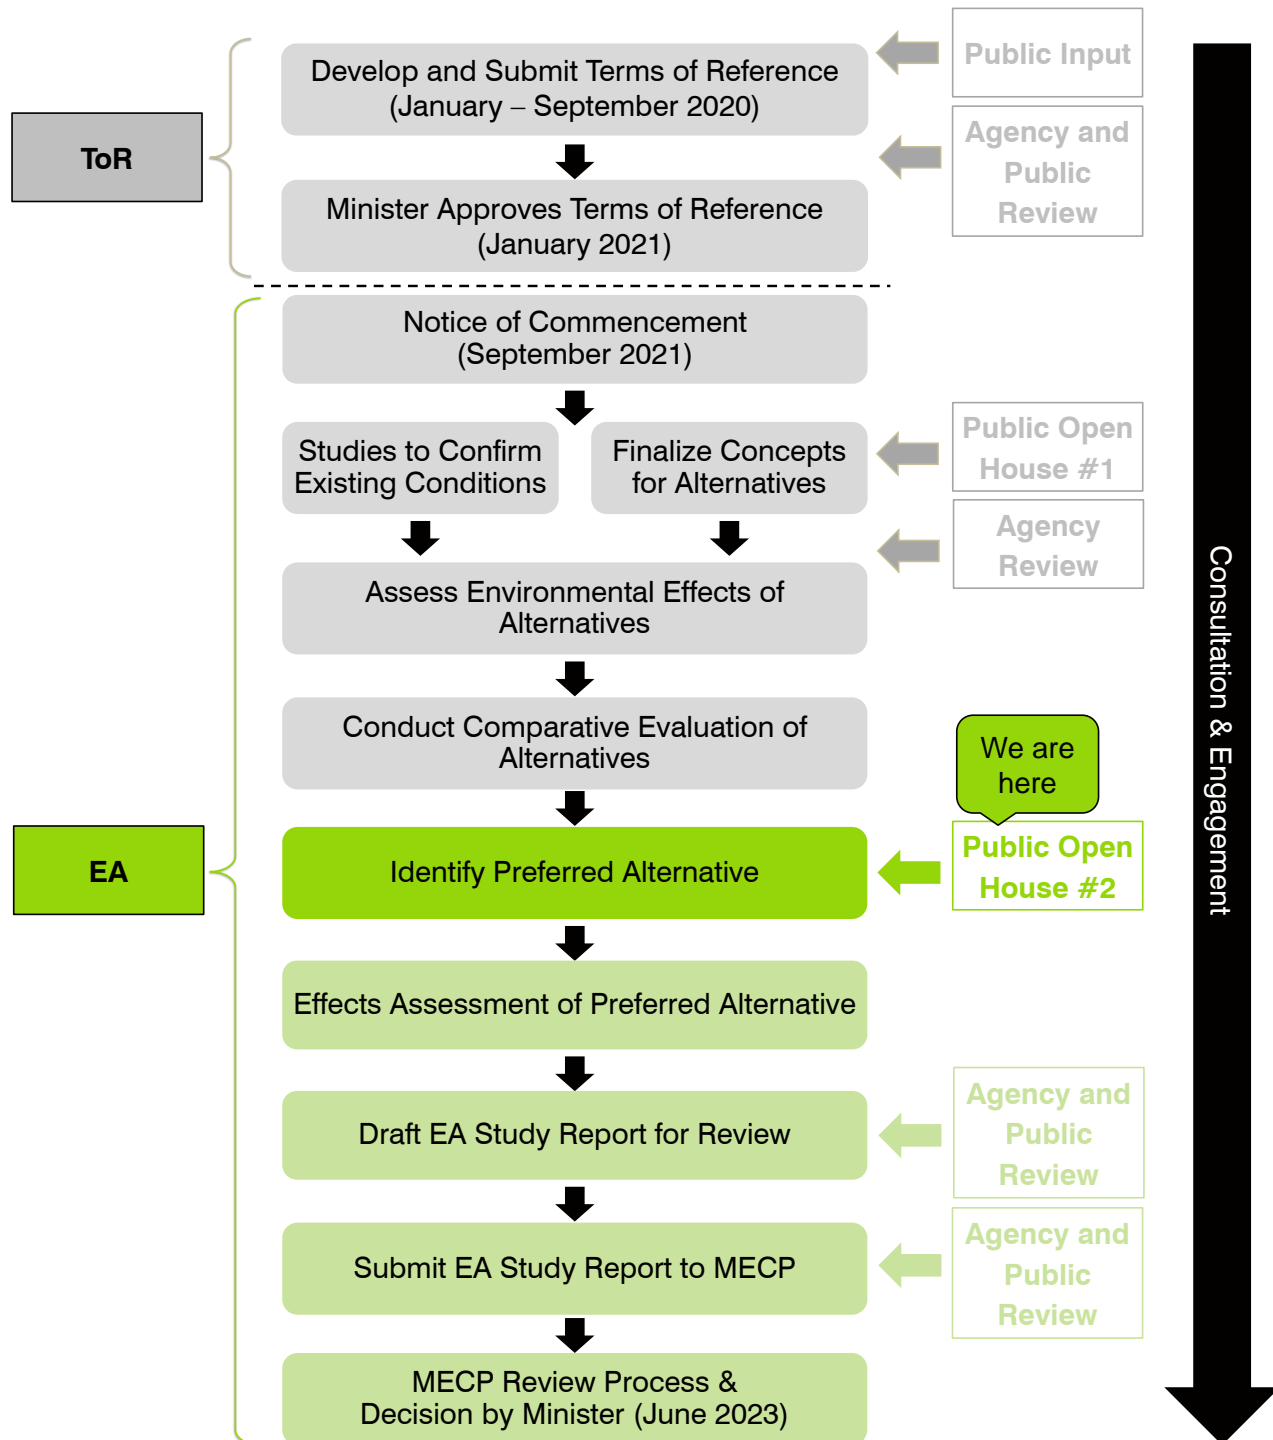 Develop and Submit Terms of Reference
(January – September 2020)
Public Input
ToR
Agency and
Public
Review
Minister Approves Terms of Reference
(January 2021)
Notice of Commencement
(September 2021)
Studies to Confirm
Existing Conditions
Finalize Concepts
for Alternatives
Public Open
House #1
Agency
Review
Assess Environmental Effects of
Alternatives
Conduct Comparative Evaluation of
Alternatives
We are
here
EA
Identify Preferred Alternative
Public Open
House #2
Effects Assessment of Preferred Alternative
Draft EA Study Report for Review
Agency and
Public
Review
Submit EA Study Report to MECP
Agency and
Public
Review
MECP Review Process &
Decision by Minister (June 2023)
Consultation & Engagement